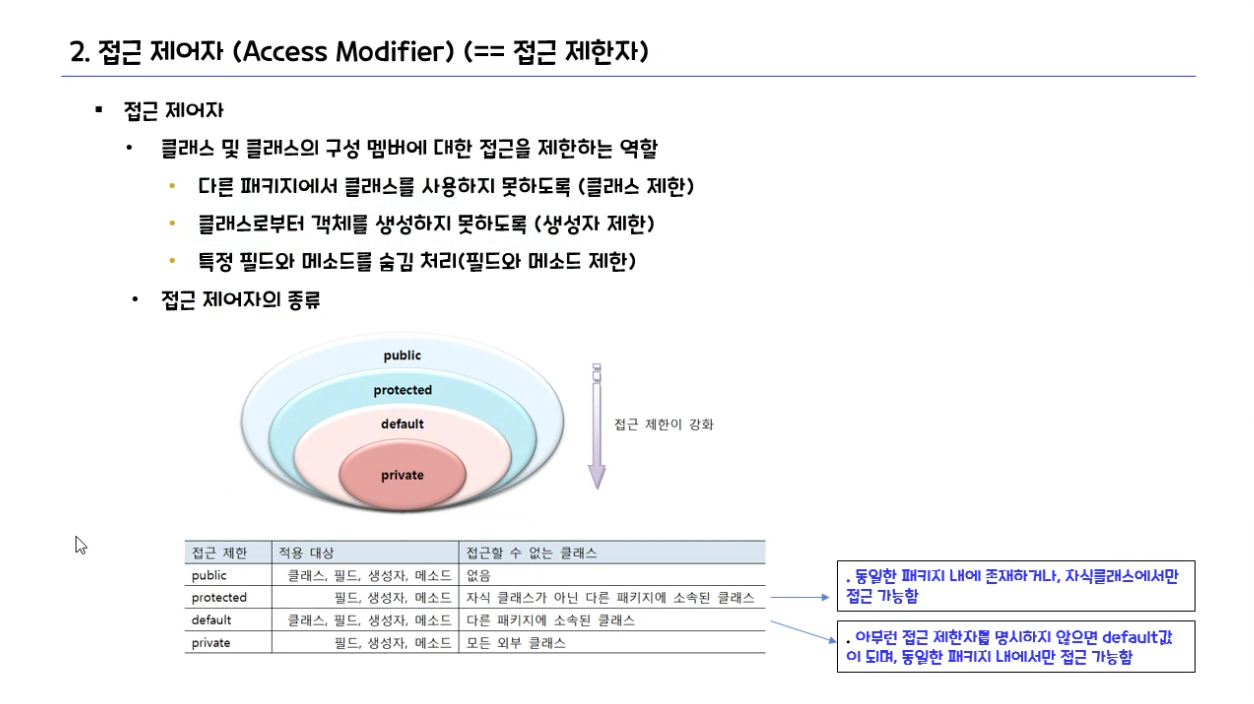 2. 접근 제어자 (Access Modifier) (== 접근 제한자)
▪ 접근 제어자
• 클래스 및 클래스의 구성 멤버에 대한 접근을 제한하는 역할
• 다른 패키지에서 클래스를 사용하지 못하도록 (클래스 제한)
• 클래스로부터 객체를 생성하지 못하도록 (생성자 제한)
• 특정 필드와 메소드를 숨김 처리(필드와 메소드 제한)
• 접근 제어자의 종류
public
protected
default
private
접근 제한이 강화
접근 제한 적용 대상 접근할 수 없는 클래스
public 클래스, 필드, 생성자, 메소드 없음
protected 필드, 생성자, 메소드 자식 클래스가 아닌 다른 패키지에 소속된 클래스
default 클래스, 필드, 생성자, 메소드 다른 패키지에 소속된 클래스
private 필드, 생성자, 메소드 모든 외부 클래스
. 동일한 패키지 내에 존재하거나, 자식클래스에서만
접근 가능함
. 아무런 접근 제한자를 명시하지 않으면 default값
이 되며, 동일한 패키지 내에서만 접근 가능함